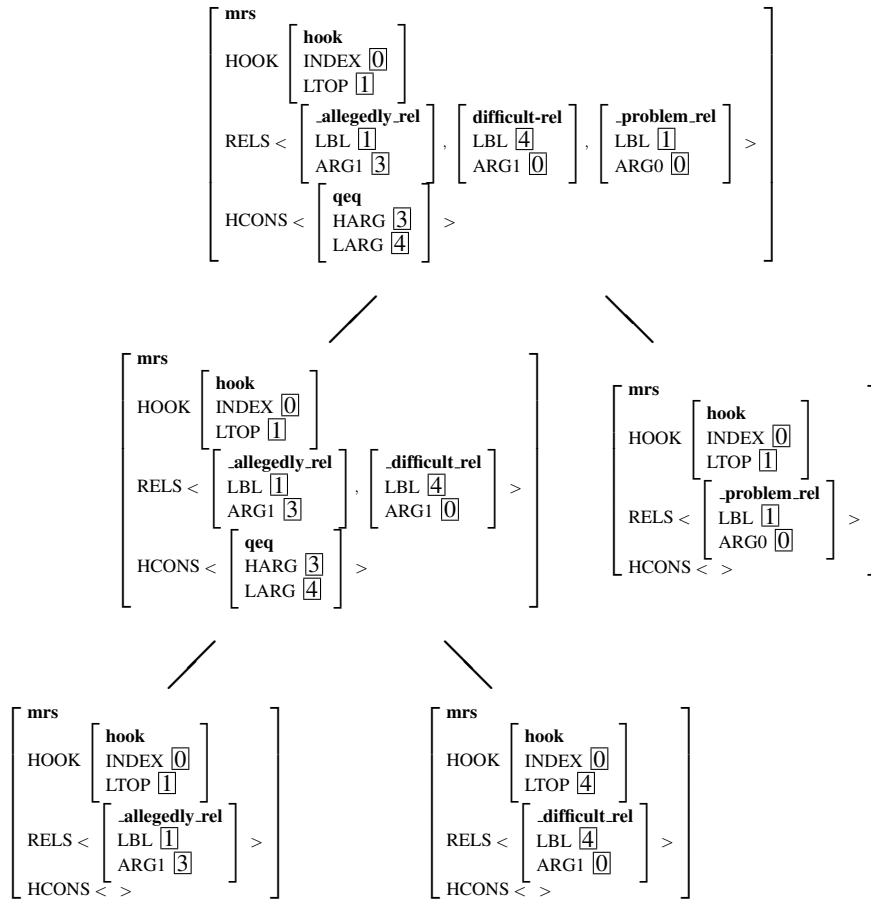 mrs
HOOK hook
INDEX 0
LTOP 1
RELS < _allegedly_rel LBL 1 ARG1 3 , difficult-rel LBL 4 ARG1 0 , _problem_rel LBL 1 ARG0 0 >
HCONS < qeq HARG 3 LARG 4 >
mrs
HOOK hook
INDEX 0
LTOP 1
RELS < _allegedly_rel LBL 1 ARG1 3 , _difficult_rel LBL 4 ARG1 0 >
HCONS < qeq HARG 3 LARG 4 >
mrs
HOOK hook
INDEX 0
LTOP 1
RELS < _problem_rel LBL 1 ARG0 0 >
HCONS < >
mrs
HOOK hook
INDEX 0
LTOP 1
RELS < _allegedly_rel LBL 1 ARG1 3 >
HCONS < >
mrs
HOOK hook
INDEX 0
LTOP 4
RELS < _difficult_rel LBL 4 ARG1 0 >
HCONS < >